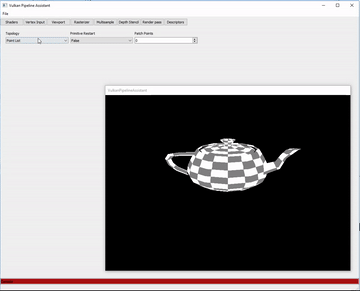 Vulkan Pipeline Assistant
File
Shaders Vertex Input Viewport Rasterizer Multisample Depth Stencil Render pass Descriptors
Topology Primitive Restart Patch Points
Point List False 0
VulkanPipelineAssistant